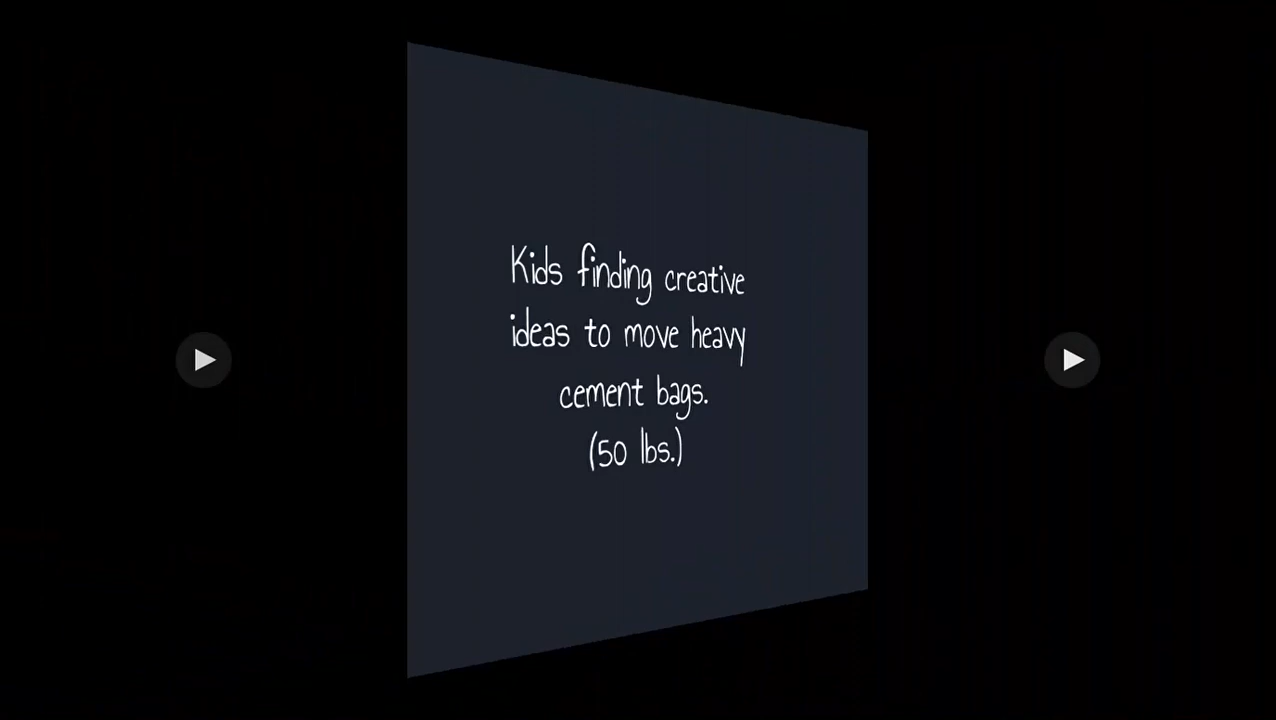 Kids finding creative
ideas to move heavy
cement bags.
(50 lbs.)